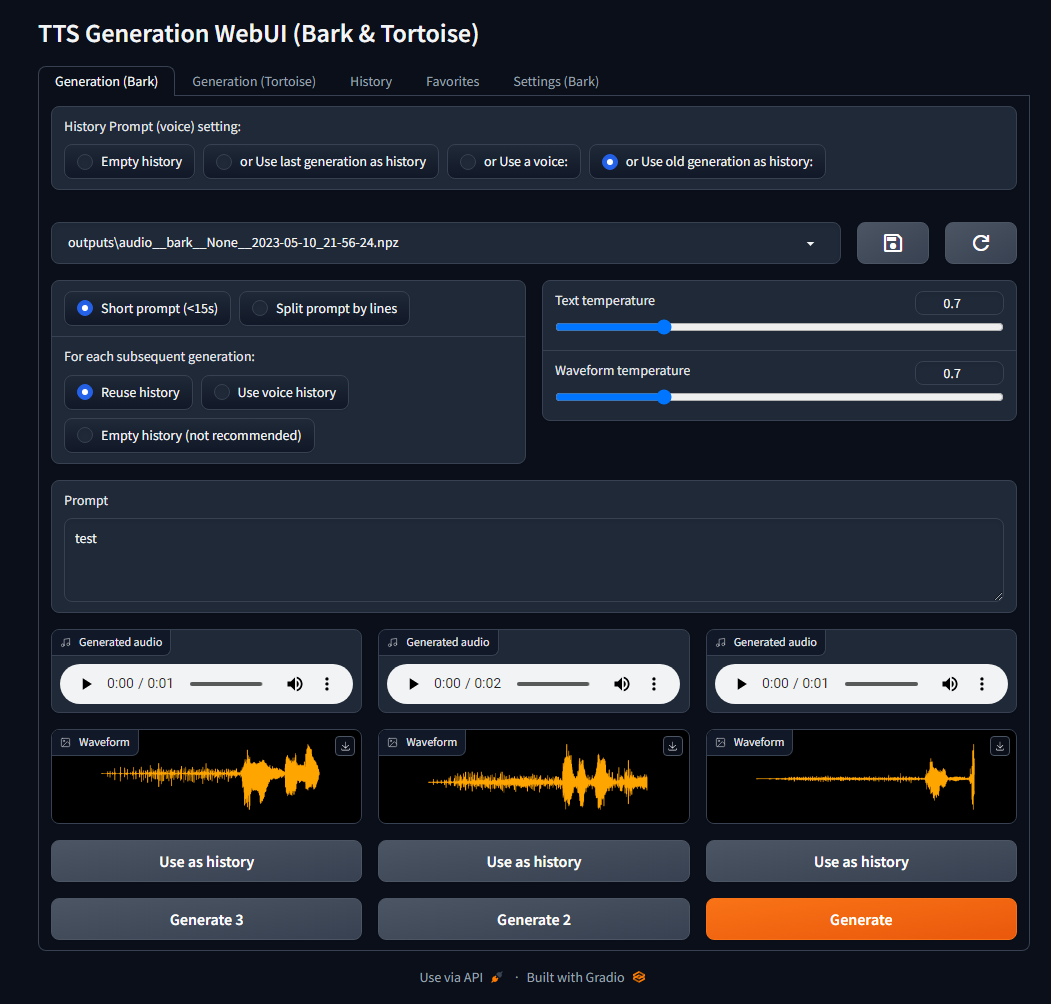 TTS Generation WebUI (Bark & Tortoise)
Generation (Bark) Generation (Tortoise) History Favorites Settings (Bark)
History Prompt (voice) setting:
Empty history or Use last generation as history or Use a voice: or Use old generation as history:
outputs\audio__bark__None__2023-05-10_21-56-24.npz
Short prompt (<15s) Split prompt by lines
For each subsequent generation:
Reuse history Use voice history
Empty history (not recommended)
Text temperature 0.7
Waveform temperature 0.7
Prompt
test
Generated audio Generated audio Generated audio
0:00 / 0:01 0:00 / 0:02 0:00 / 0:01
Waveform Waveform Waveform
Use as history Use as history Use as history
Generate 3 Generate 2 Generate
Use via API · Built with Gradio